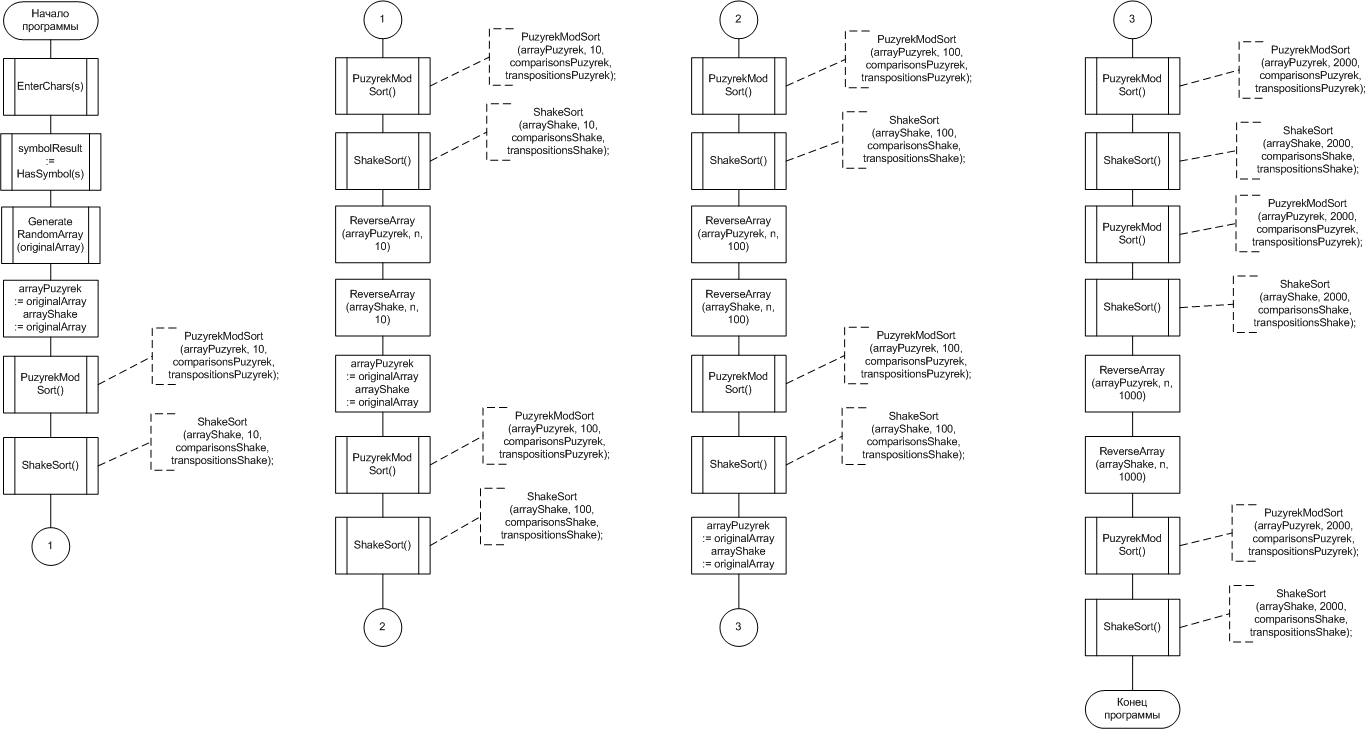 Начало
программы
EnterChars(s)
symbolResult
:=
HasSymbol(s)
Generate
RandomArray
(originalArray)
arrayPuzyrek
:= originalArray
arrayShake
:= originalArray
PuzyrekMod
Sort()
PuzyrekModSort
(arrayPuzyrek, 10,
comparisonsPuzyrek,
transpositionsPuzyrek);
ShakeSort()
ShakeSort
(arrayShake, 10,
comparisonsShake,
transpositionsShake);
1
1
PuzyrekMod
Sort()
PuzyrekModSort
(arrayPuzyrek, 10,
comparisonsPuzyrek,
transpositionsPuzyrek);
ShakeSort()
ShakeSort
(arrayShake, 10,
comparisonsShake,
transpositionsShake);
ReverseArray
(arrayPuzyrek, n,
10)
ReverseArray
(arrayShake, n,
10)
arrayPuzyrek
:= originalArray
arrayShake
:= originalArray
PuzyrekMod
Sort()
PuzyrekModSort
(arrayPuzyrek, 100,
comparisonsPuzyrek,
transpositionsPuzyrek);
ShakeSort()
ShakeSort
(arrayShake, 100,
comparisonsShake,
transpositionsShake);
2
2
PuzyrekMod
Sort()
PuzyrekModSort
(arrayPuzyrek, 100,
comparisonsPuzyrek,
transpositionsPuzyrek);
ShakeSort()
ShakeSort
(arrayShake, 100,
comparisonsShake,
transpositionsShake);
ReverseArray
(arrayPuzyrek, n,
100)
ReverseArray
(arrayShake, n,
100)
PuzyrekMod
Sort()
PuzyrekModSort
(arrayPuzyrek, 100,
comparisonsPuzyrek,
transpositionsPuzyrek);
ShakeSort()
ShakeSort
(arrayShake, 100,
comparisonsShake,
transpositionsShake);
arrayPuzyrek
:= originalArray
arrayShake
:= originalArray
3
3
PuzyrekMod
Sort()
PuzyrekModSort
(arrayPuzyrek, 2000,
comparisonsPuzyrek,
transpositionsPuzyrek);
ShakeSort()
ShakeSort
(arrayShake, 2000,
comparisonsShake,
transpositionsShake);
PuzyrekMod
Sort()
PuzyrekModSort
(arrayPuzyrek, 2000,
comparisonsPuzyrek,
transpositionsPuzyrek);
ShakeSort()
ShakeSort
(arrayShake, 2000,
comparisonsShake,
transpositionsShake);
ReverseArray
(arrayPuzyrek, n,
1000)
ReverseArray
(arrayShake, n,
1000)
PuzyrekMod
Sort()
PuzyrekModSort
(arrayPuzyrek, 2000,
comparisonsPuzyrek,
transpositionsPuzyrek);
ShakeSort()
ShakeSort
(arrayShake, 2000,
comparisonsShake,
transpositionsShake);
Конец
программы